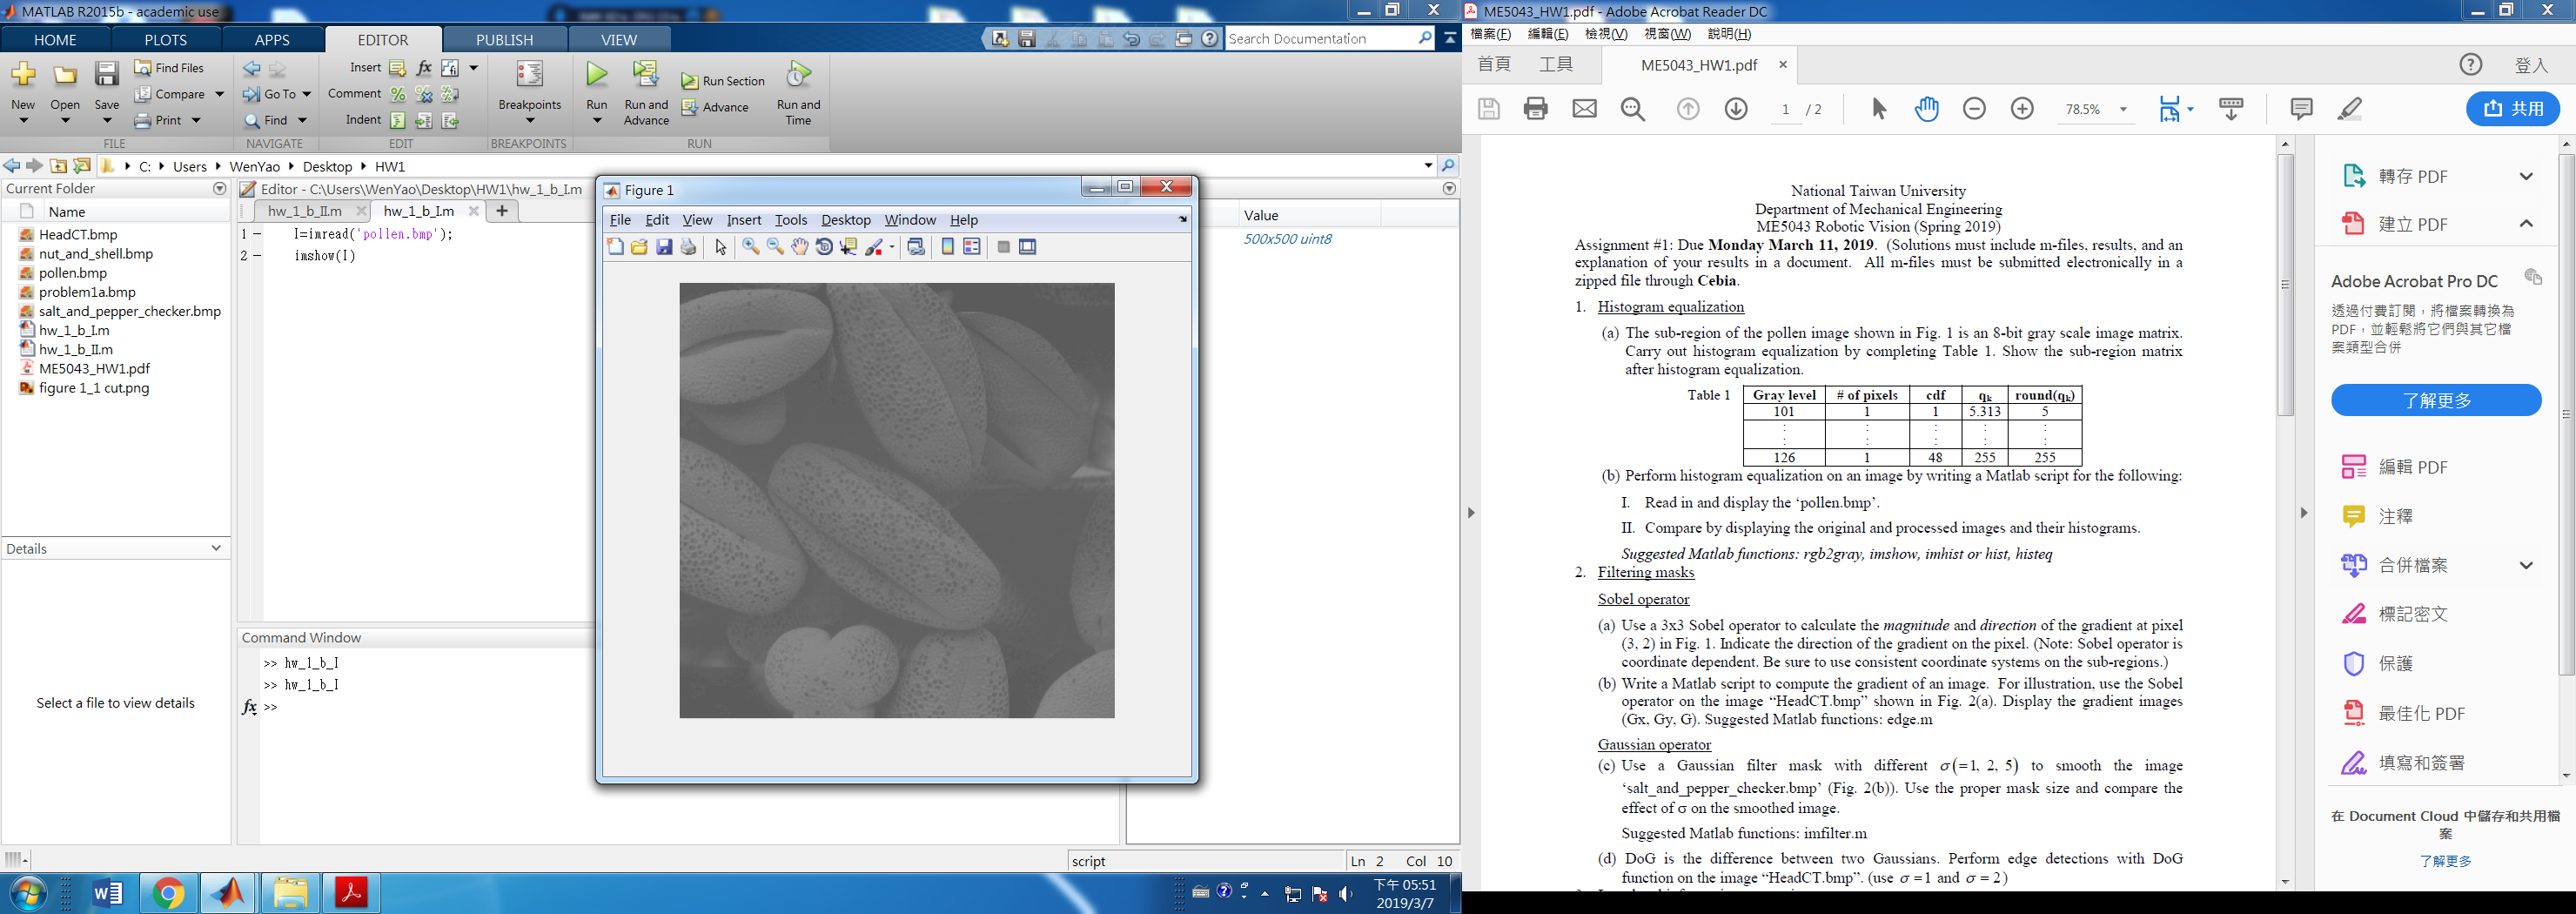 MATLAB R2015b - academic use
HOME PLOTS APPS EDITOR PUBLISH VIEW
Search Documentation
New Open Save Find Files Compare Print
Go To Find
Insert Comment Indent
Breakpoints
Run Run and Advance Run Section Advance Run and Time
FILE NAVIGATE EDIT BREAKPOINTS RUN
C: Users WenYao Desktop HW1
Current Folder
Name
HeadCT.bmp
nut_and_shell.bmp
pollen.bmp
problem1a.bmp
salt_and_pepper_checker.bmp
hw_1_b_I.m
hw_1_b_II.m
ME5043_HW1.pdf
figure 1_1 cut.png
Details
Select a file to view details
Editor - C:\Users\WenYao\Desktop\HW1\hw_1_b_I.m
hw_1_b_II.m hw_1_b_I.m
1 I=imread('pollen.bmp');
2 imshow(I)
Command Window
>> hw_1_b_I
>> hw_1_b_I
fx >>
Figure 1
File Edit View Insert Tools Desktop Window Help
Value
500x500 uint8
script Ln 2 Col 10
下午 05:51
2019/3/7
ME5043_HW1.pdf - Adobe Acrobat Reader DC
檔案(F) 編輯(E) 檢視(V) 視窗(W) 說明(H)
首頁 工具 ME5043_HW1.pdf 登入
1 / 2 78.5% 共用
National Taiwan University
Department of Mechanical Engineering
ME5043 Robotic Vision (Spring 2019)
Assignment #1: Due Monday March 11, 2019. (Solutions must include m-files, results, and an
explanation of your results in a document. All m-files must be submitted electronically in a
zipped file through Cebia.
1. Histogram equalization
(a) The sub-region of the pollen image shown in Fig. 1 is an 8-bit gray scale image matrix.
Carry out histogram equalization by completing Table 1. Show the sub-region matrix
after histogram equalization.
Table 1 Gray level # of pixels cdf qk round(qk)
101 1 1 5.313 5
: : : : :
: : : : :
126 1 48 255 255
(b) Perform histogram equalization on an image by writing a Matlab script for the following:
I. Read in and display the ‘pollen.bmp’.
II. Compare by displaying the original and processed images and their histograms.
Suggested Matlab functions: rgb2gray, imshow, imhist or hist, histeq
2. Filtering masks
Sobel operator
(a) Use a 3x3 Sobel operator to calculate the magnitude and direction of the gradient at pixel
(3, 2) in Fig. 1. Indicate the direction of the gradient on the pixel. (Note: Sobel operator is
coordinate dependent. Be sure to use consistent coordinate systems on the sub-regions.)
(b) Write a Matlab script to compute the gradient of an image. For illustration, use the Sobel
operator on the image “HeadCT.bmp” shown in Fig. 2(a). Display the gradient images
(Gx, Gy, G). Suggested Matlab functions: edge.m
Gaussian operator
(c) Use a Gaussian filter mask with different σ(=1, 2, 5) to smooth the image
‘salt_and_pepper_checker.bmp’ (Fig. 2(b)). Use the proper mask size and compare the
effect of σ on the smoothed image.
Suggested Matlab functions: imfilter.m
(d) DoG is the difference between two Gaussians. Perform edge detections with DoG
function on the image “HeadCT.bmp”. (use σ=1 and σ=2)
轉存 PDF
建立 PDF
Adobe Acrobat Pro DC
透過付費訂閱，將檔案轉換為
PDF，並輕鬆將它們與其它檔
案類型合併
了解更多
編輯 PDF
注釋
合併檔案
標記密文
保護
最佳化 PDF
填寫和簽署
在 Document Cloud 中儲存和共用檔
案
了解更多